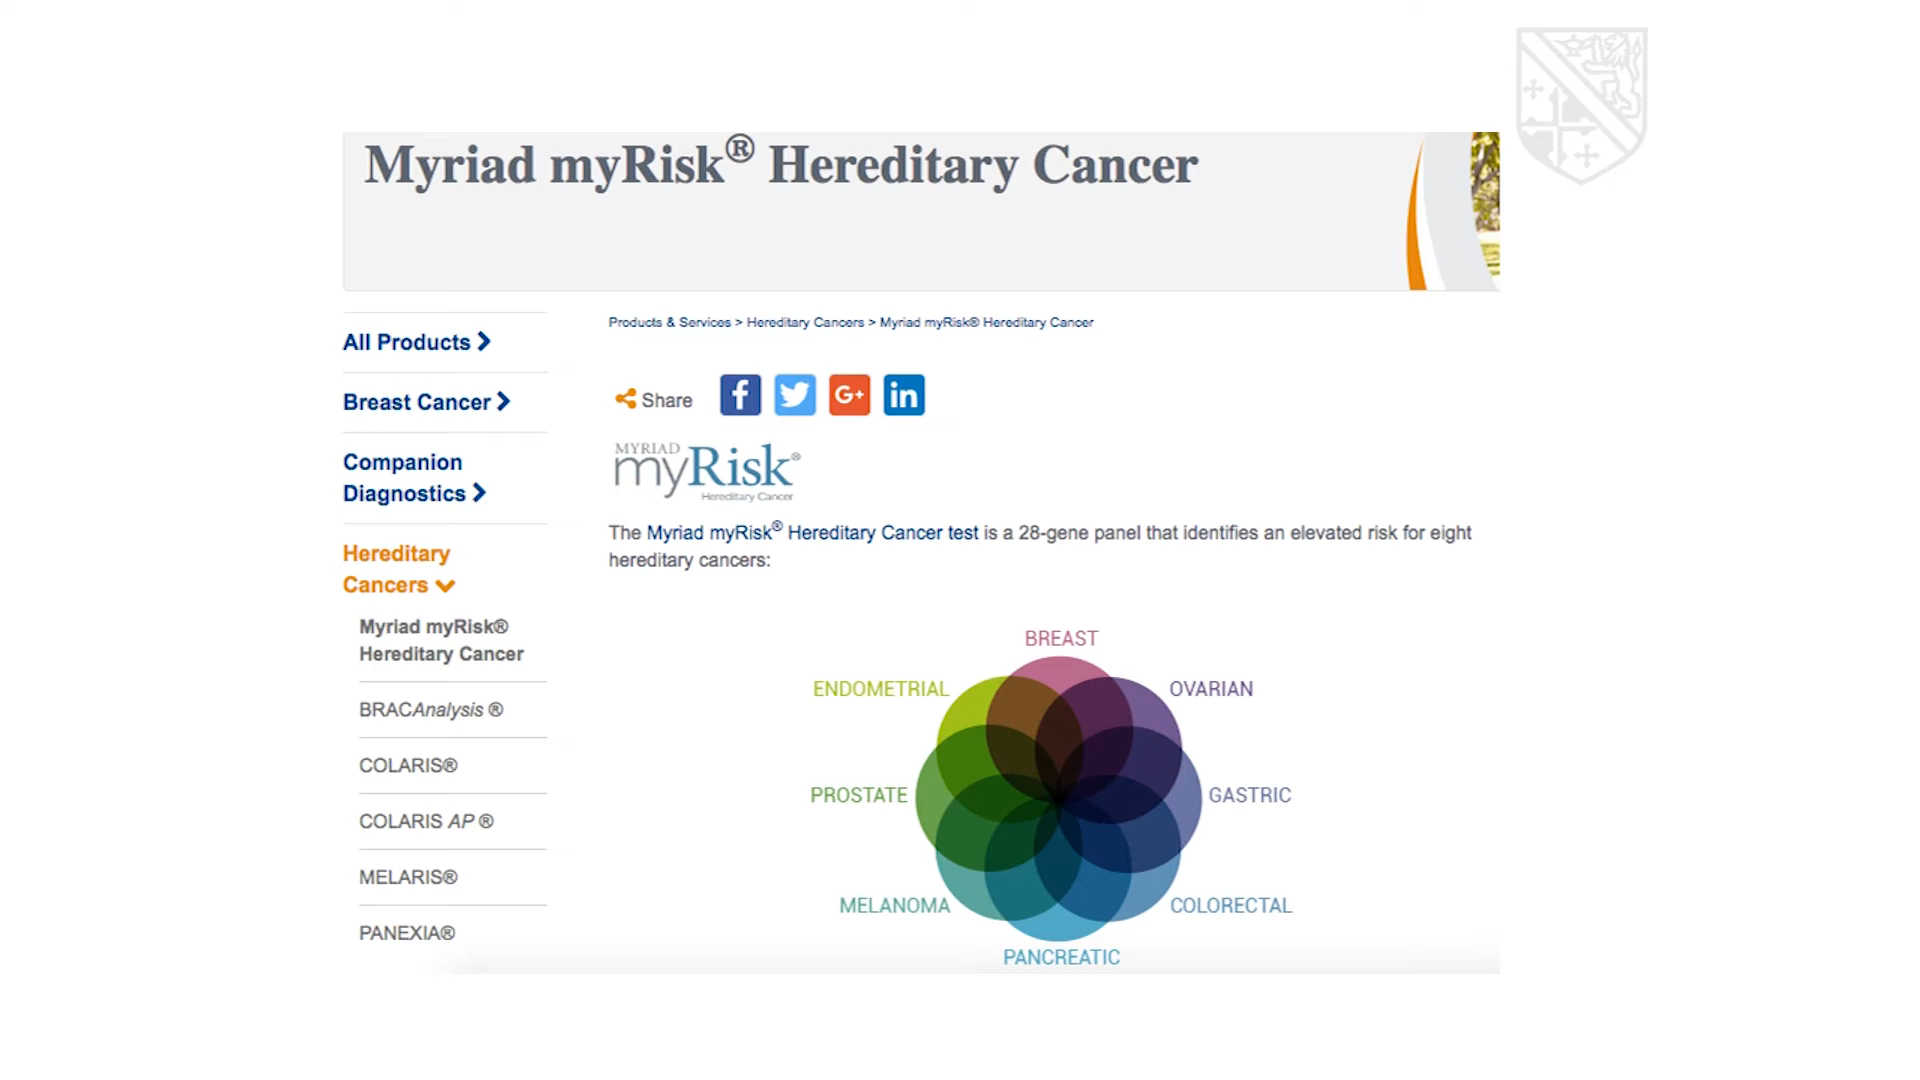 Myriad myRisk® Hereditary Cancer
All Products
Breast Cancer
Companion
Diagnostics
Hereditary
Cancers
Myriad myRisk®
Hereditary Cancer
BRACAnalysis ®
COLARIS®
COLARIS AP ®
MELARIS®
PANEXIA®
Products & Services > Hereditary Cancers > Myriad myRisk® Hereditary Cancer
Share
f
G+
in
MYRIAD
myRisk®
Hereditary Cancer
The Myriad myRisk® Hereditary Cancer test is a 28-gene panel that identifies an elevated risk for eight
hereditary cancers:
BREAST
ENDOMETRIAL
OVARIAN
PROSTATE
GASTRIC
MELANOMA
COLORECTAL
PANCREATIC